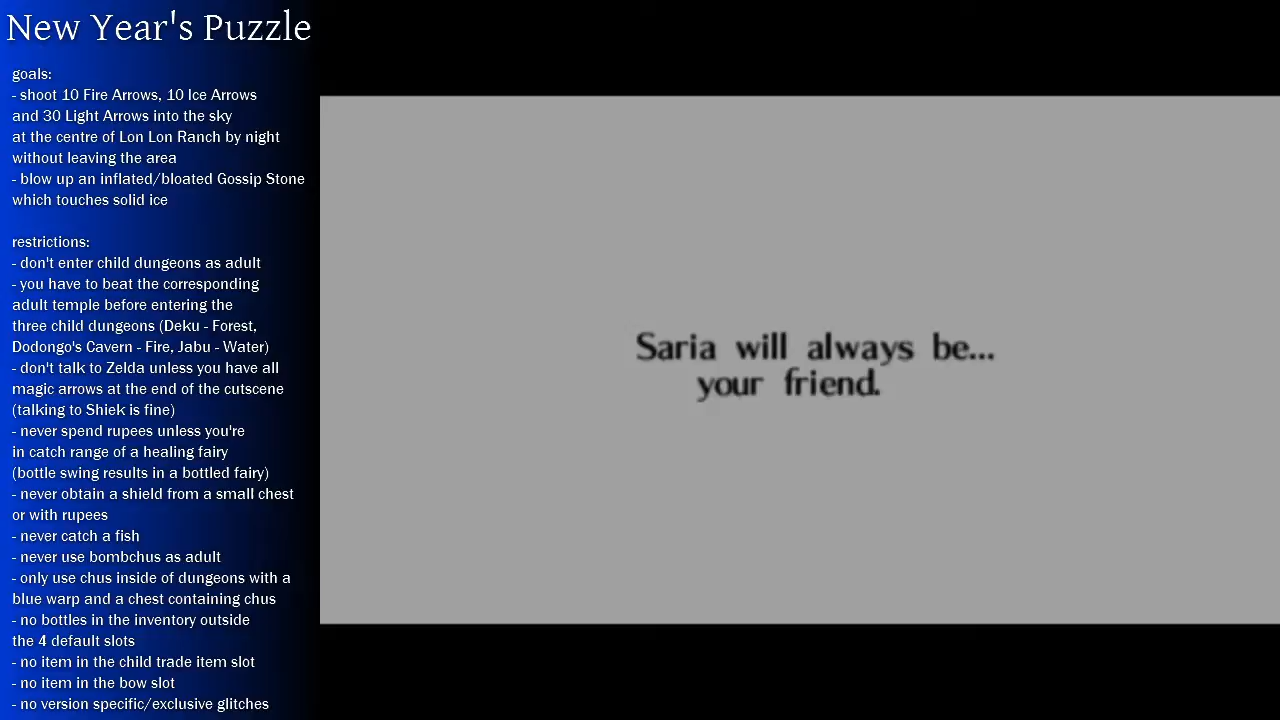 New Year's Puzzle
goals:
- shoot 10 Fire Arrows, 10 Ice Arrows
and 30 Light Arrows into the sky
at the centre of Lon Lon Ranch by night
without leaving the area
- blow up an inflated/bloated Gossip Stone
which touches solid ice
restrictions:
- don't enter child dungeons as adult
- you have to beat the corresponding
adult temple before entering the
three child dungeons (Deku - Forest,
Dodongo's Cavern - Fire, Jabu - Water)
- don't talk to Zelda unless you have all
magic arrows at the end of the cutscene
(talking to Shiek is fine)
- never spend rupees unless you're
in catch range of a healing fairy
(bottle swing results in a bottled fairy)
- never obtain a shield from a small chest
or with rupees
- never catch a fish
- never use bombchus as adult
- only use chus inside of dungeons with a
blue warp and a chest containing chus
- no bottles in the inventory outside
the 4 default slots
- no item in the child trade item slot
- no item in the bow slot
- no version specific/exclusive glitches
Saria will always be...
your friend.